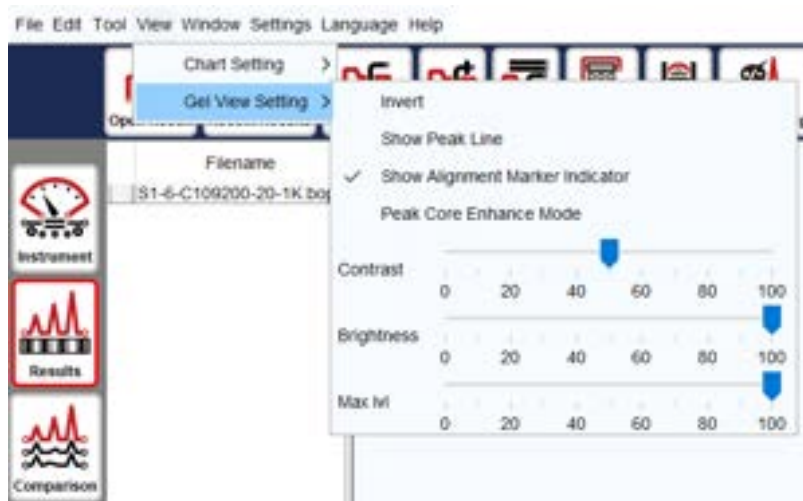 File Edit Tool View Window Settings Language Help
Chart Setting >
Gel View Setting >
Invert
Show Peak Line
✓ Show Alignment Marker Indicator
Peak Core Enhance Mode
Contrast
0 20 40 60 80 100
Brightness
0 20 40 60 80 100
Max lvl
0 20 40 60 80 100
Filename
S1-6-C109200-20-1K.bop
Instrument
Results
Comparison